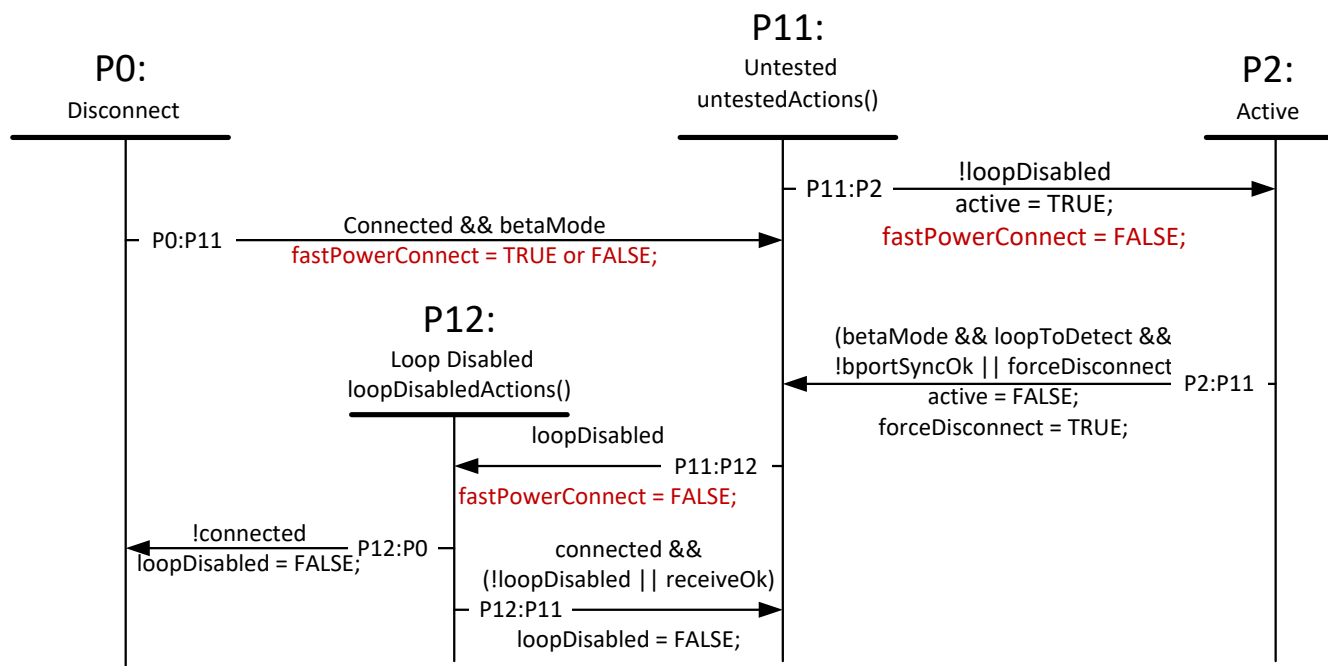 P0:
Disconnect
P11:
Untested
untestedActions()
P2:
Active
P11:P2
!loopDisabled
active = TRUE;
fastPowerConnect = FALSE;
P0:P11
Connected && betaMode
fastPowerConnect = TRUE or FALSE;
P12:
Loop Disabled
loopDisabledActions()
(betaMode && loopToDetect &&
!bportSyncOk || forceDisconnect
P2:P11
active = FALSE;
forceDisconnect = TRUE;
loopDisabled
P11:P12
fastPowerConnect = FALSE;
!connected
P12:P0
loopDisabled = FALSE;
connected &&
(!loopDisabled || receiveOk)
P12:P11
loopDisabled = FALSE;